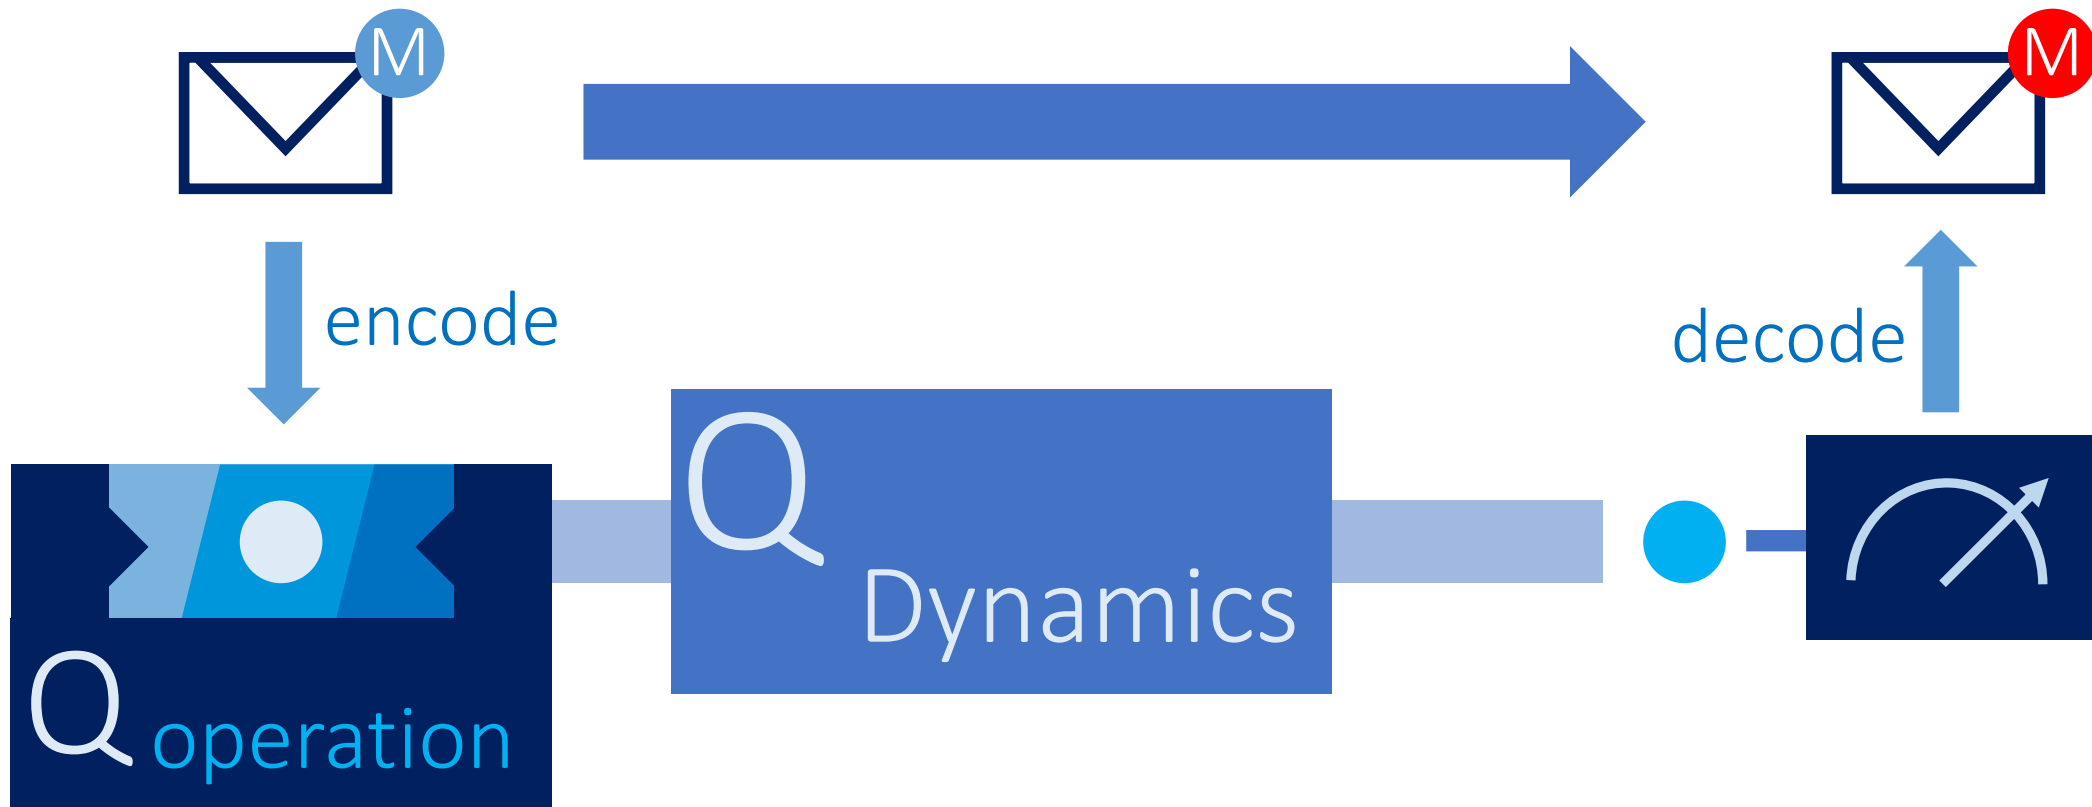 M
M
encode
decode
Q
Dynamics
Q operation